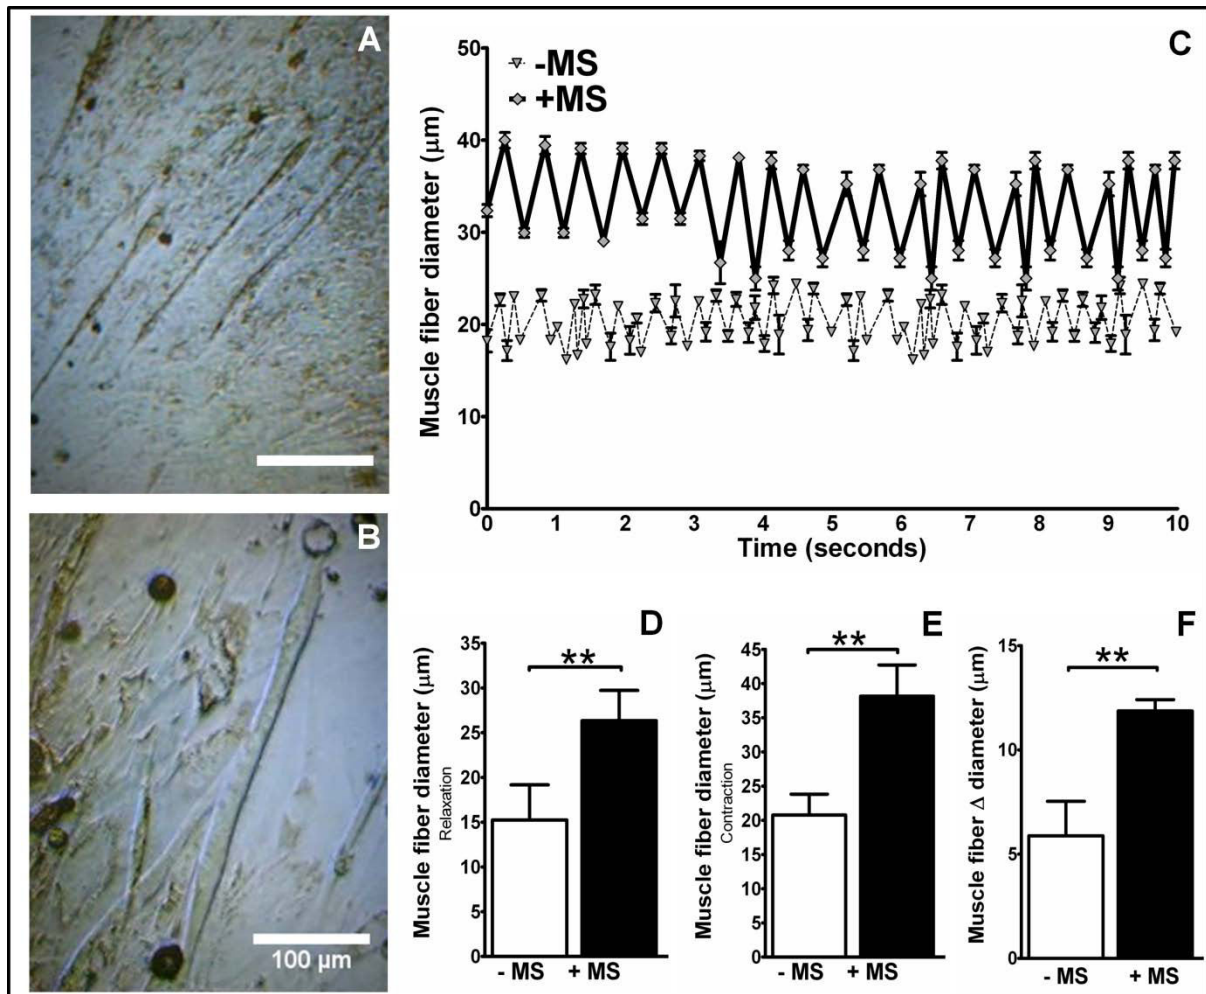 A
B
100 µm
C
-MS
+MS
Muscle fiber diameter (µm)
50
40
30
20
10
0
0 1 2 3 4 5 6 7 8 9 10
Time (seconds)
D
**
Muscle fiber diameter (µm)
Relaxation
35
30
25
20
15
10
5
0
- MS + MS
E
**
Muscle fiber diameter (µm)
Contraction
45
40
35
30
25
20
15
10
5
0
- MS + MS
F
**
Muscle fiber Δ diameter (µm)
15
10
5
0
- MS + MS